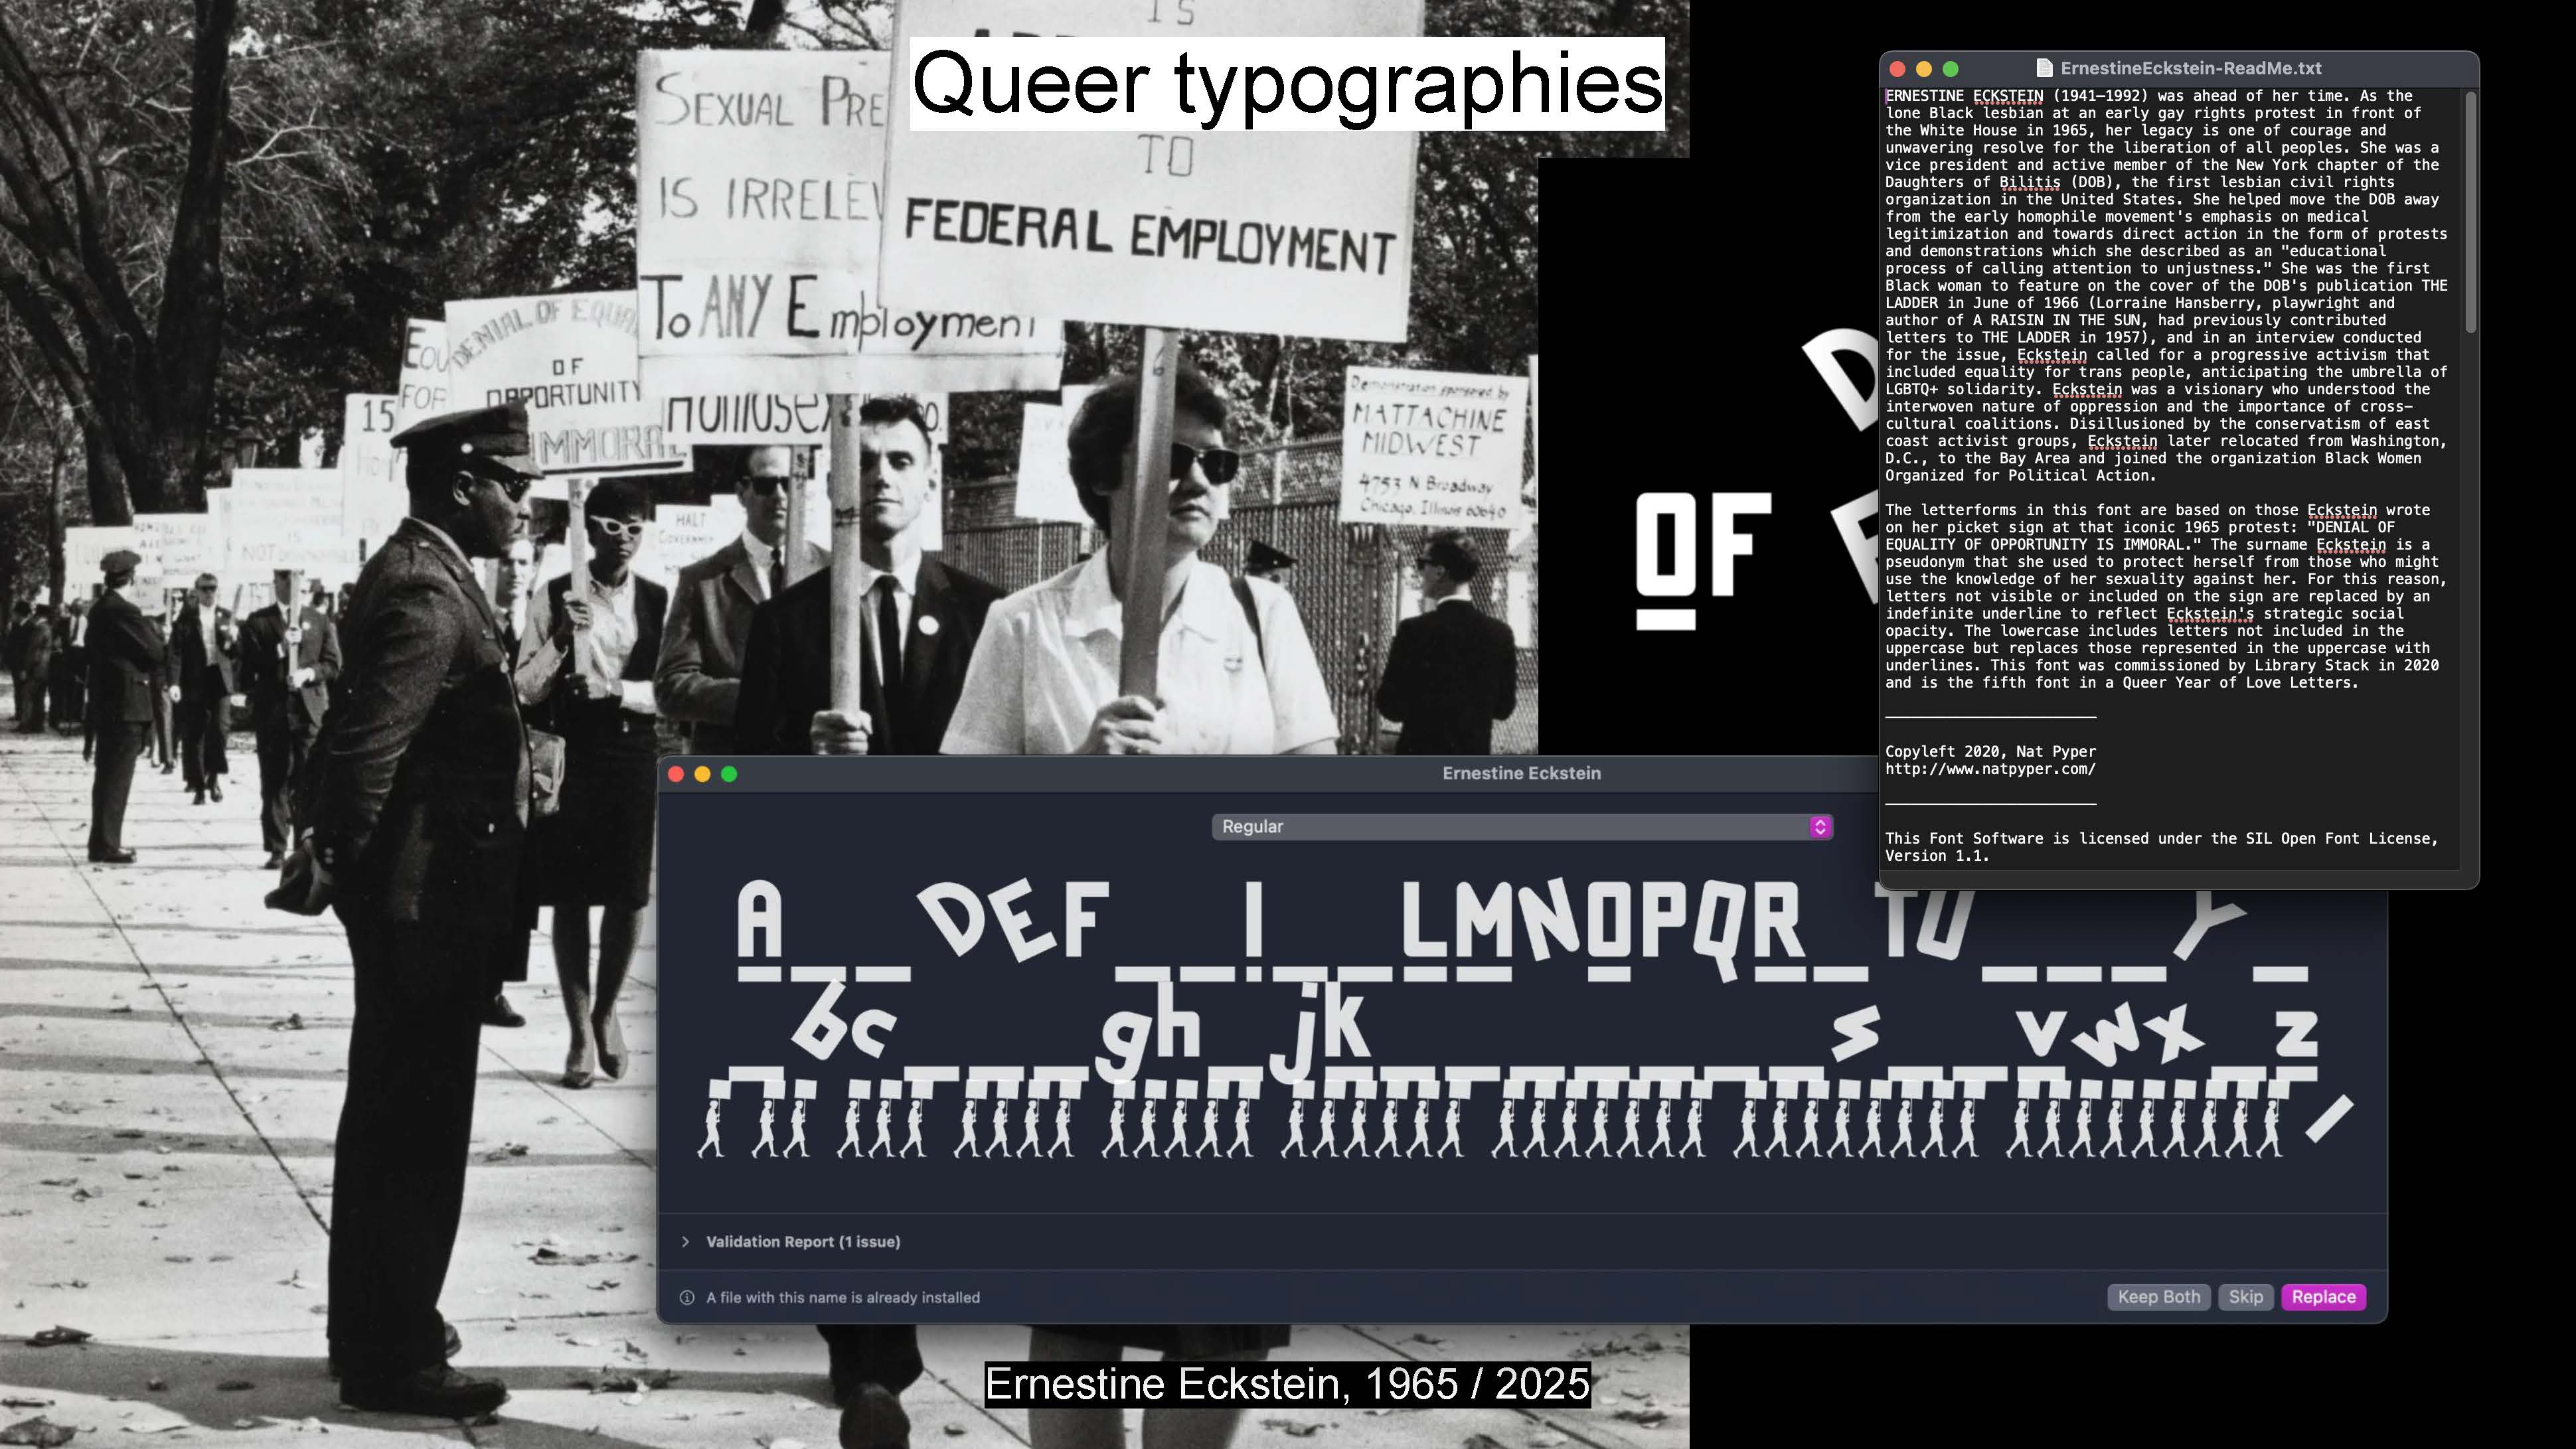 Queer typographies
IS
SEXUAL PRE
IS IRRELEV
To ANY Employment
TO
FEDERAL EMPLOYMENT
EQU
FOR
DENIAL OF EQUA
OF
OPPORTUNITY
IMMORAL
15
HOMOSEX
HALT
GOVERNM
NOT
Demonstration sponsored by
MATTACHINE
MIDWEST
4753 N. Broadway
Chicago, Illinois 60640
D
OF
ErnestineEckstein-ReadMe.txt
ERNESTINE ECKSTEIN (1941–1992) was ahead of her time. As the
lone Black lesbian at an early gay rights protest in front of
the White House in 1965, her legacy is one of courage and
unwavering resolve for the liberation of all peoples. She was a
vice president and active member of the New York chapter of the
Daughters of Bilitis (DOB), the first lesbian civil rights
organization in the United States. She helped move the DOB away
from the early homophile movement's emphasis on medical
legitimization and towards direct action in the form of protests
and demonstrations which she described as an "educational
process of calling attention to unjustness." She was the first
Black woman to feature on the cover of the DOB's publication THE
LADDER in June of 1966 (Lorraine Hansberry, playwright and
author of A RAISIN IN THE SUN, had previously contributed
letters to THE LADDER in 1957), and in an interview conducted
for the issue, Eckstein called for a progressive activism that
included equality for trans people, anticipating the umbrella of
LGBTQ+ solidarity. Eckstein was a visionary who understood the
interwoven nature of oppression and the importance of cross-
cultural coalitions. Disillusioned by the conservatism of east
coast activist groups, Eckstein later relocated from Washington,
D.C., to the Bay Area and joined the organization Black Women
Organized for Political Action.
The letterforms in this font are based on those Eckstein wrote
on her picket sign at that iconic 1965 protest: "DENIAL OF
EQUALITY OF OPPORTUNITY IS IMMORAL." The surname Eckstein is a
pseudonym that she used to protect herself from those who might
use the knowledge of her sexuality against her. For this reason,
letters not visible or included on the sign are replaced by an
indefinite underline to reflect Eckstein's strategic social
opacity. The lowercase includes letters not included in the
uppercase but replaces those represented in the uppercase with
underlines. This font was commissioned by Library Stack in 2020
and is the fifth font in a Queer Year of Love Letters.
Copyleft 2020, Nat Pyper
http://www.natpyper.com/
This Font Software is licensed under the SIL Open Font License,
Version 1.1.
Ernestine Eckstein
Regular
A__DEF__I__LMNOPQR_TU___Y_
bc gh jk s vwx z
Validation Report (1 issue)
A file with this name is already installed
Keep Both Skip Replace
Ernestine Eckstein, 1965 / 2025